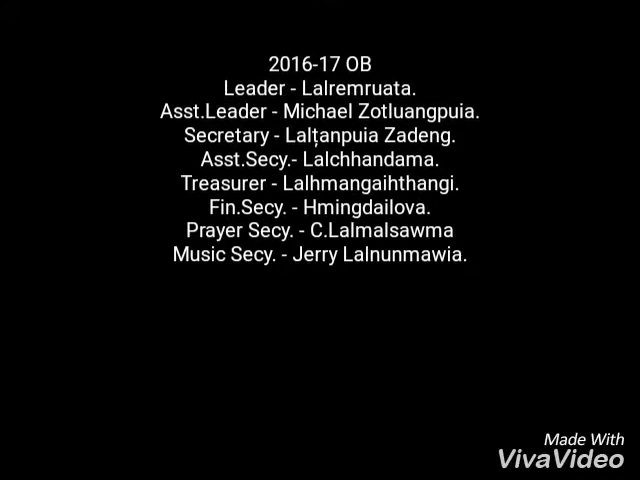 2016-17 OB
Leader - Lalremruata.
Asst.Leader - Michael Zotluangpuia.
Secretary - Lalțanpuia Zadeng.
Asst.Secy.- Lalchhandama.
Treasurer - Lalhmangaihthangi.
Fin.Secy. - Hmingdailova.
Prayer Secy. - C.Lalmalsawma
Music Secy. - Jerry Lalnunmawia.
Made With
VivaVideo